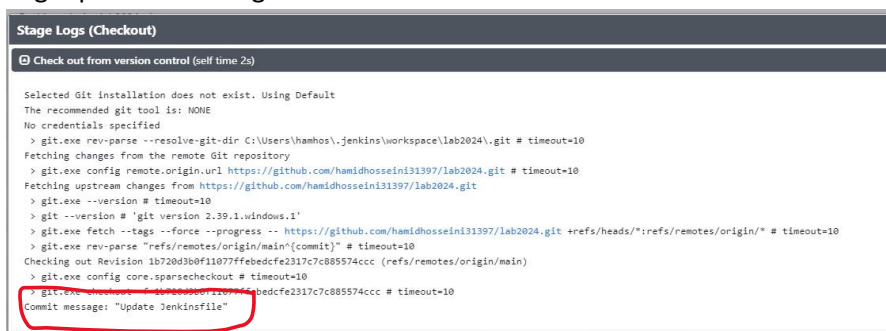 Stage Logs (Checkout)
Check out from version control (self time 2s)
Selected Git installation does not exist. Using Default
The recommended git tool is: NONE
No credentials specified
> git.exe rev-parse --resolve-git-dir C:\Users\hamhos\.jenkins\workspace\lab2024\.git # timeout=10
Fetching changes from the remote Git repository
> git.exe config remote.origin.url https://github.com/hamidhosseini31397/lab2024.git # timeout=10
Fetching upstream changes from https://github.com/hamidhosseini31397/lab2024.git
> git.exe --version # timeout=10
> git --version # 'git version 2.39.1.windows.1'
> git.exe fetch --tags --force --progress -- https://github.com/hamidhosseini31397/lab2024.git +refs/heads/*:refs/remotes/origin/* # timeout=10
> git.exe rev-parse "refs/remotes/origin/main^{commit}" # timeout=10
Checking out Revision 1b720d3b0f11077ffebedcfe2317c7c885574ccc (refs/remotes/origin/main)
> git.exe config core.sparsecheckout # timeout=10
> git.exe checkout -f 1b720d3b0f11077ffebedcfe2317c7c885574ccc # timeout=10
Commit message: "Update Jenkinsfile"